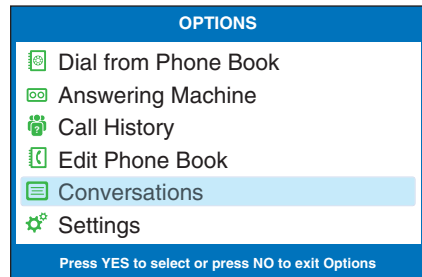 OPTIONS
Dial from Phone Book
Answering Machine
Call History
Edit Phone Book
Conversations
Settings
Press YES to select or press NO to exit Options